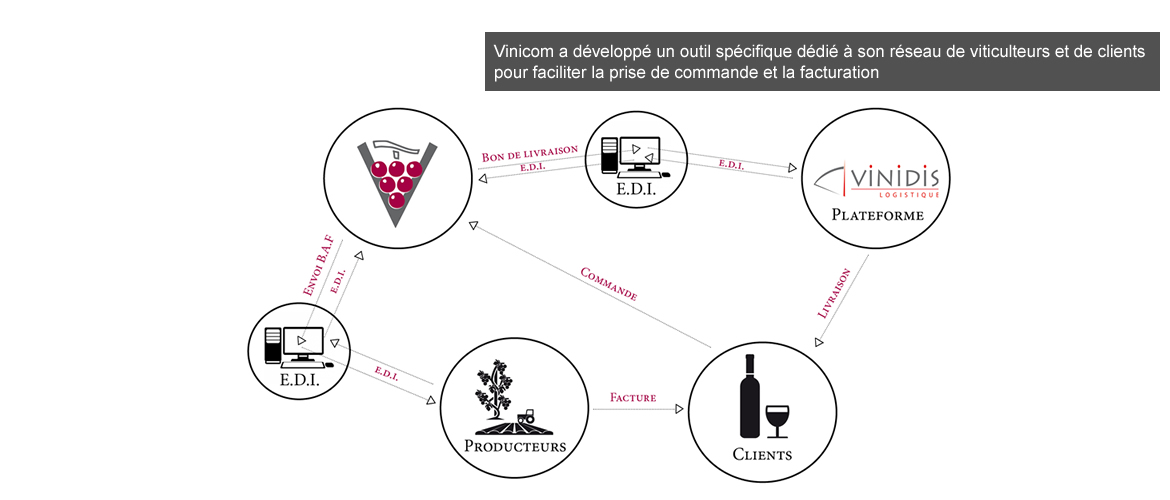 Vinicom a développé un outil spécifique dédié à son réseau de viticulteurs et de clients
pour faciliter la prise de commande et la facturation
Bon de livraison
E.D.I.
E.D.I.
E.D.I.
VINIDIS
LOGISTIQUE
Plateforme
Envoi B.A.F
E.D.I.
Commande
Livraison
E.D.I.
E.D.I.
Producteurs
Facture
Clients